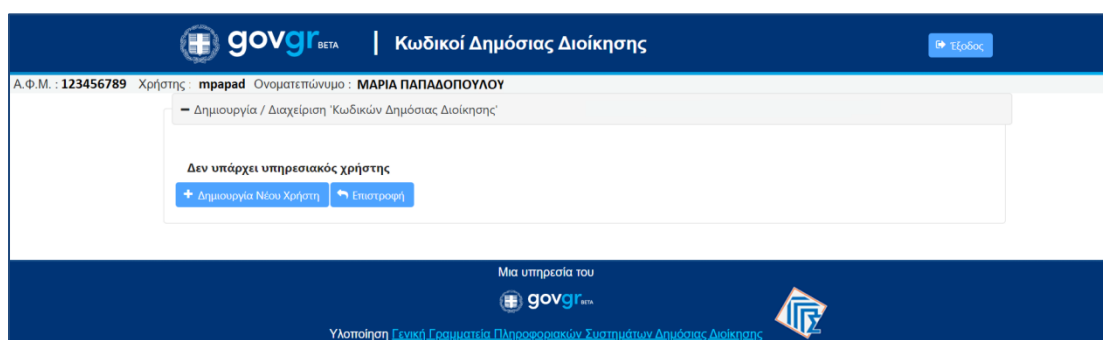 govgr BETA | Κωδικοί Δημόσιας Διοίκησης Έξοδος
Α.Φ.Μ. : 123456789 Χρήστης : mpapad Ονοματεπώνυμο : ΜΑΡΙΑ ΠΑΠΑΔΟΠΟΥΛΟΥ
Δημιουργία / Διαχείριση 'Κωδικών Δημόσιας Διοίκησης'
Δεν υπάρχει υπηρεσιακός χρήστης
+ Δημιουργία Νέου Χρήστη Επιστροφή
Μια υπηρεσία του
govgr BETA
Υλοποίηση Γενική Γραμματεία Πληροφοριακών Συστημάτων Δημόσιας Διοίκησης